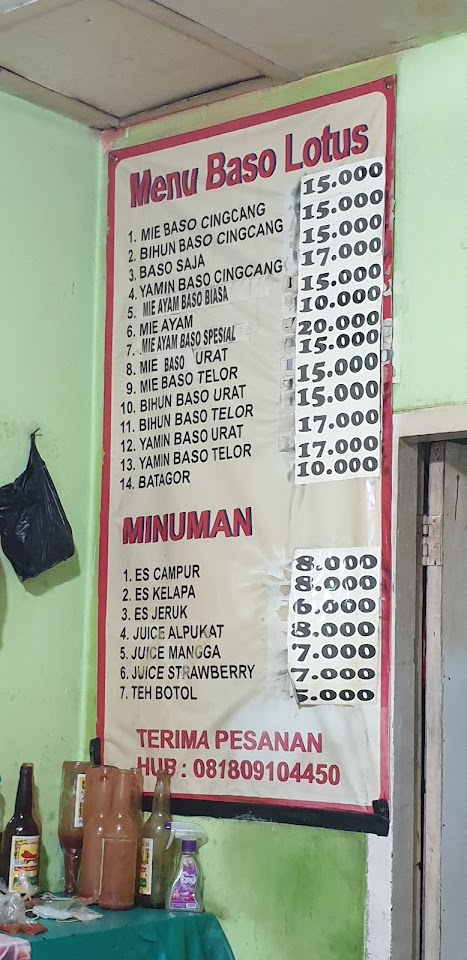 Menu Baso Lotus
1. MIE BASO CINGCANG
2. BIHUN BASO CINGCANG
3. BASO SAJA
4. YAMIN BASO CINGCANG
5. MIE AYAM BASO BIASA
6. MIE AYAM
7. MIE AYAM BASO SPESIAL
8. MIE BASO URAT
9. MIE BASO TELOR
10. BIHUN BASO URAT
11. BIHUN BASO TELOR
12. YAMIN BASO URAT
13. YAMIN BASO TELOR
14. BATAGOR
15.000
15.000
15.000
17.000
15.000
10.000
20.000
15.000
15.000
15.000
17.000
17.000
10.000
MINUMAN
1. ES CAMPUR 8.000
2. ES KELAPA 8.000
3. ES JERUK 6.000
4. JUICE ALPUKAT 8.000
5. JUICE MANGGA 7.000
6. JUICE STRAWBERRY 7.000
7. TEH BOTOL 5.000
TERIMA PESANAN
HUB : 081809104450